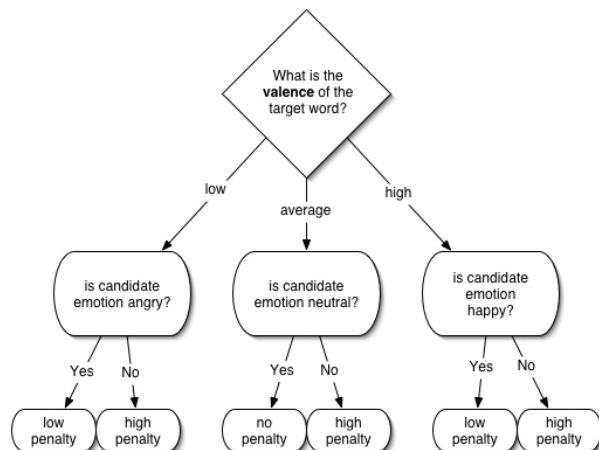 What is the
valence of the
target word?
low
average
high
is candidate
emotion angry?
is candidate
emotion neutral?
is candidate
emotion
happy?
Yes
No
Yes
No
Yes
No
low
penalty
high
penalty
no
penalty
high
penalty
low
penalty
high
penalty